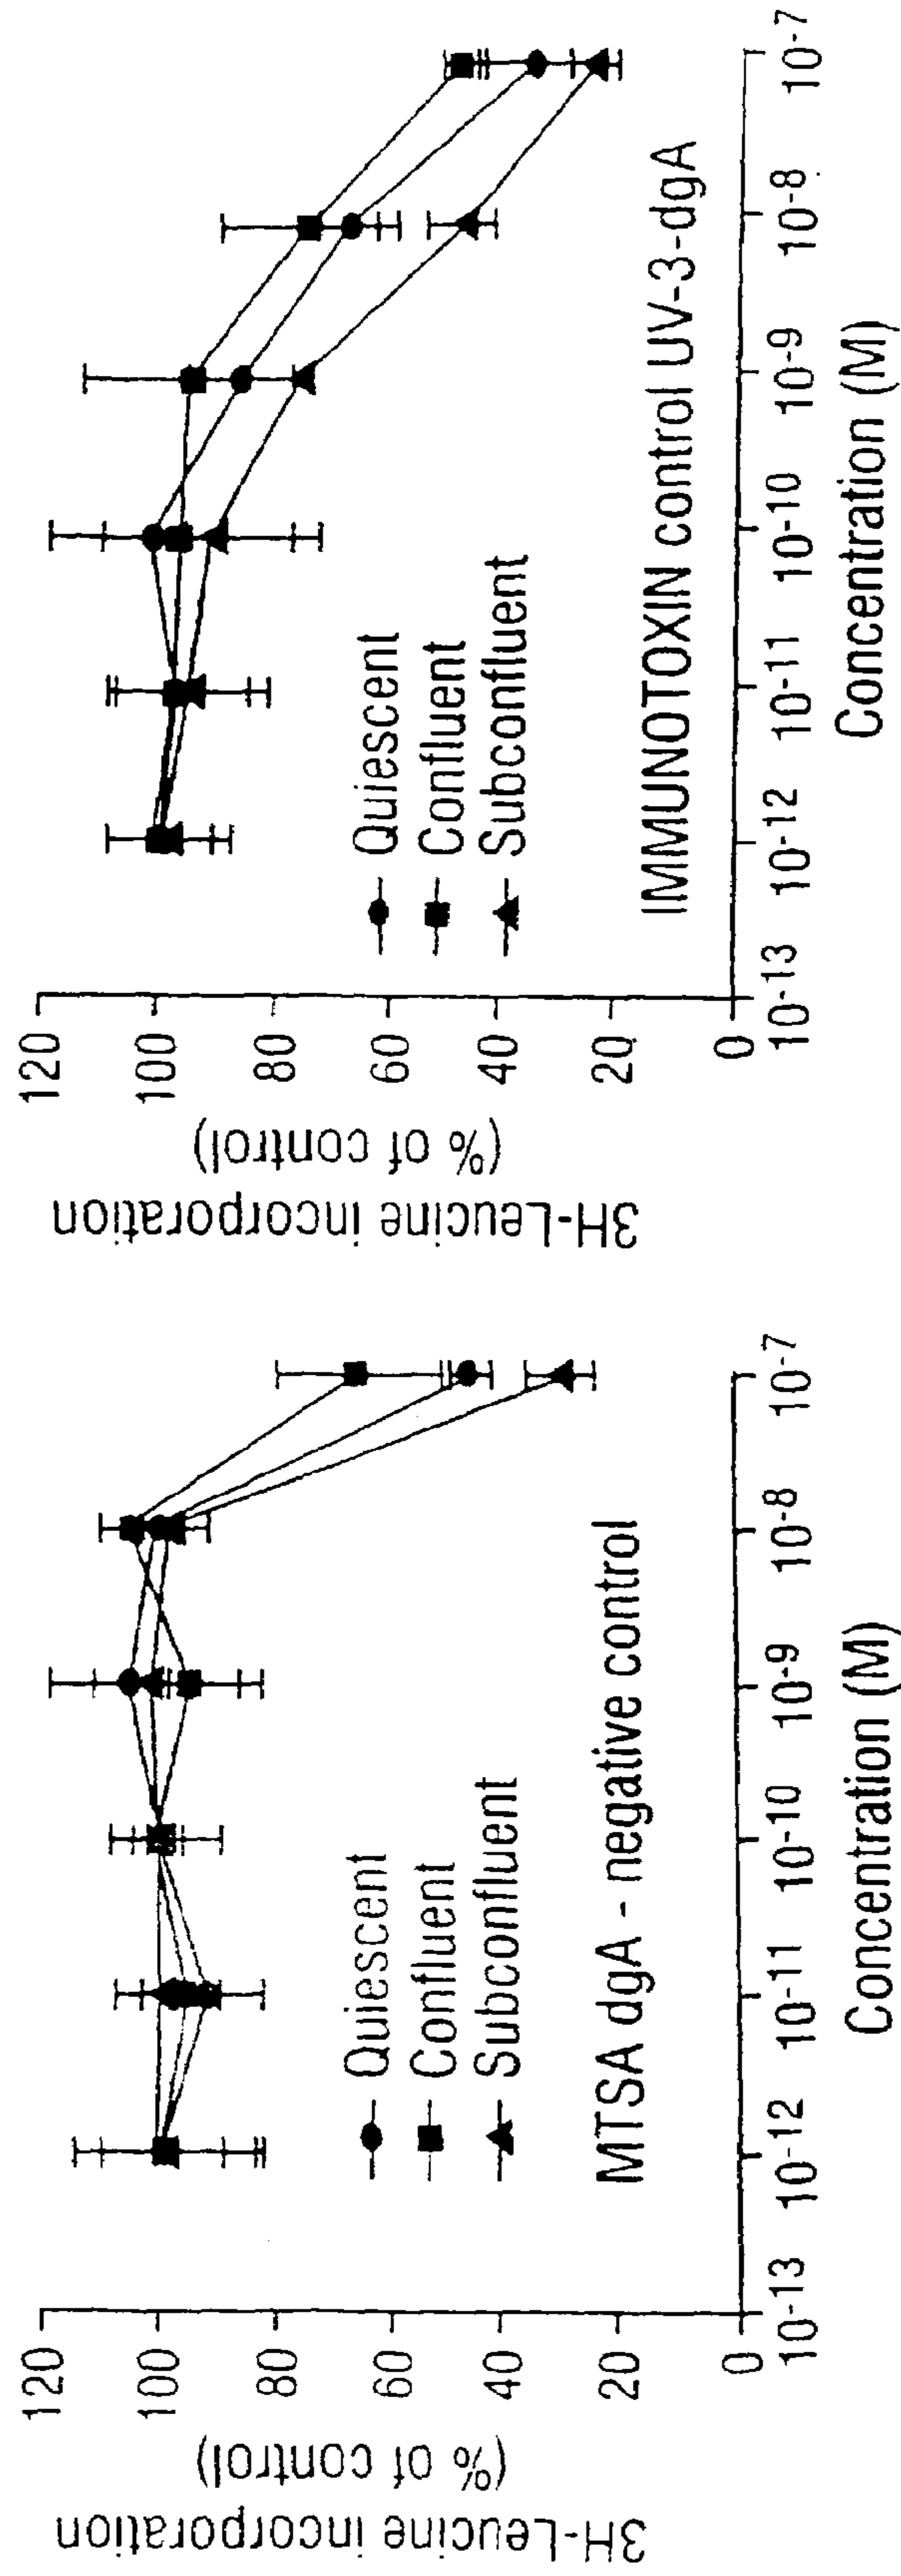 3H-Leucine incorporation
(% of control)
120
100
80
60
40
20
0
Quiescent
Confluent
Subconfluent
MTSA dgA - negative control
10-13
10-12
10-11
10-10
10-9
10-8
10-7
Concentration (M)
3H-Leucine incorporation
(% of control)
120
100
80
60
40
20
0
Quiescent
Confluent
Subconfluent
IMMUNOTOXIN control UV-3-dgA
10-13
10-12
10-11
10-10
10-9
10-8
10-7
Concentration (M)